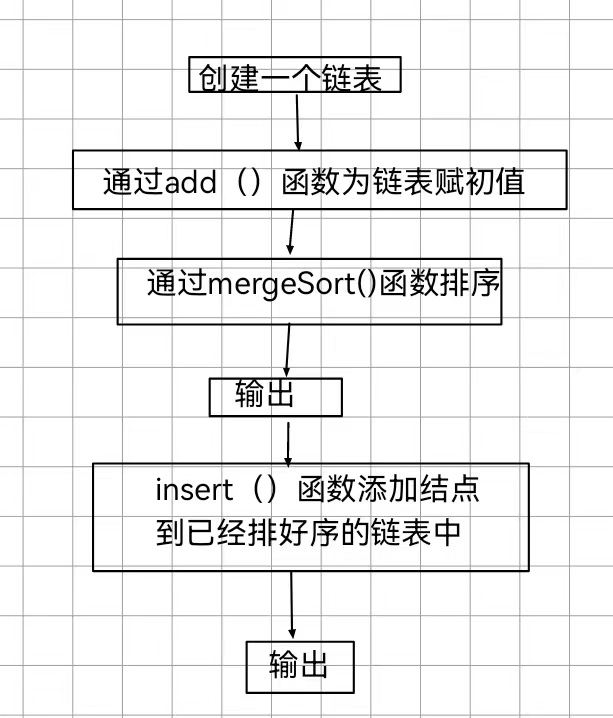 创建一个链表
通过add（）函数为链表赋初值
通过mergeSort()函数排序
输出
insert（）函数添加结点
到已经排好序的链表中
输出